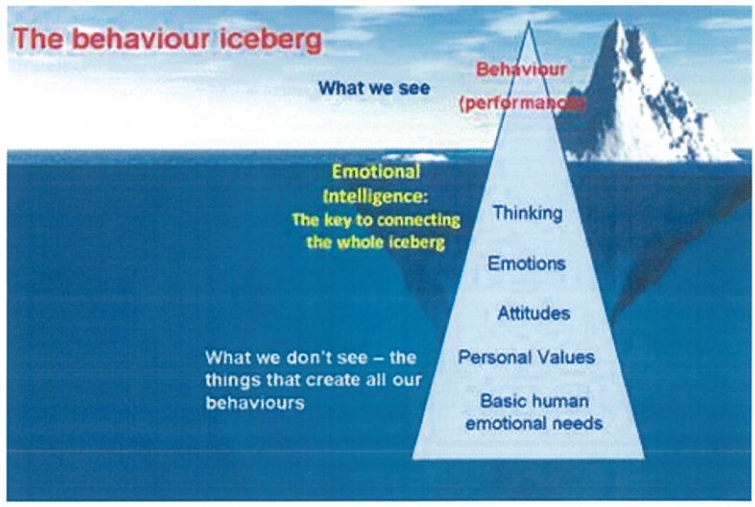 The behaviour iceberg
What we see
Behaviour
(performance)
Emotional
Intelligence:
The key to connecting
the whole iceberg
Thinking
Emotions
Attitudes
What we don't see – the
things that create all our
behaviours
Personal Values
Basic human
emotional needs